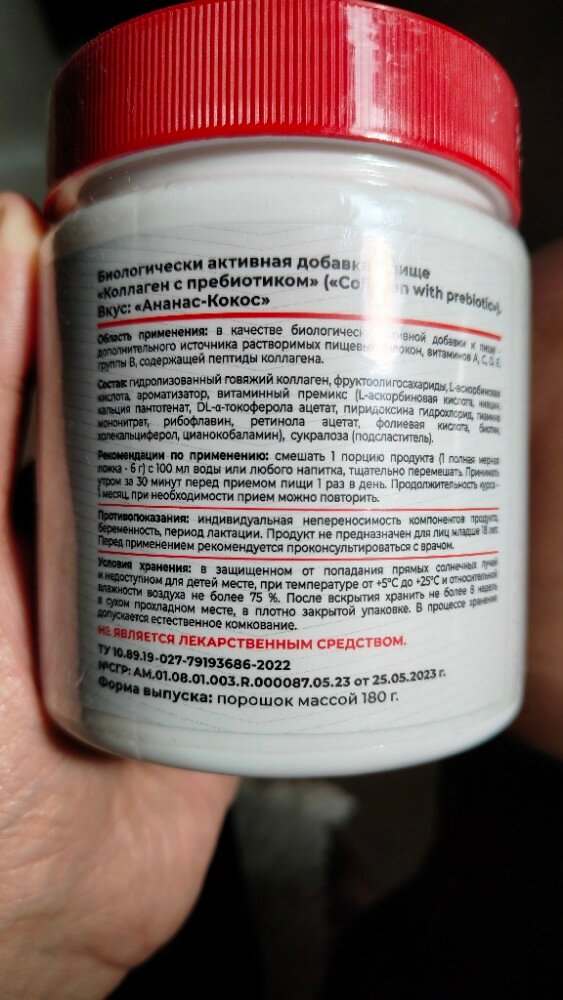 Биологически активная добавка пище
«Коллаген с пребиотиком» («Co on with prebiotic»).
Вкус: «Ананас-Кокос»
Область применения: в качестве биологическ активной добавки к пище -
дополнительного источника растворимых пищевых волокон, витаминов А, С, D, Е,
группы В, содержащей пептиды коллагена.
Состав: гидролизованный говяжий коллаген, фруктоолигосахариды, L-аскорбиновая
кислота, ароматизатор, витаминный премикс (L-аскорбиновая кислота, ниацин,
кальция пантотенат, DL-α-токоферола ацетат, пиридоксина гидрохлорид, тиамина
мононитрат, рибофлавин, ретинола ацетат, фолиевая кислота, биотин,
холекальциферол, цианокобаламин), сукралоза (подсластитель).
Рекомендации по применению: смешать 1 порцию продукта (1 полная мерная
ложка - 6 г) с 100 мл воды или любого напитка, тщательно перемешать. Принимать
утром за 30 минут перед приемом пищи 1 раз в день. Продолжительность курса -
1 месяц, при необходимости прием можно повторить.
Противопоказания: индивидуальная непереносимость компонентов продукта,
беременность, период лактации. Продукт не предназначен для лиц младше 18 лет.
Перед применением рекомендуется проконсультироваться с врачом.
Условия хранения: в защищенном от попадания прямых солнечных лучей
и недоступном для детей месте, при температуре от +5°С до +25°С и относительной
влажности воздуха не более 75 %. После вскрытия хранить не более 8 недель
в сухом прохладном месте, в плотно закрытой упаковке. В процессе хранения
допускается естественное комкование.
НЕ ЯВЛЯЕТСЯ ЛЕКАРСТВЕННЫМ СРЕДСТВОМ.
ТУ 10.89.19-027-79193686-2022
№СГР: AM.01.08.01.003.R.000087.05.23 от 25.05.2023 г.
Форма выпуска: порошок массой 180 г.